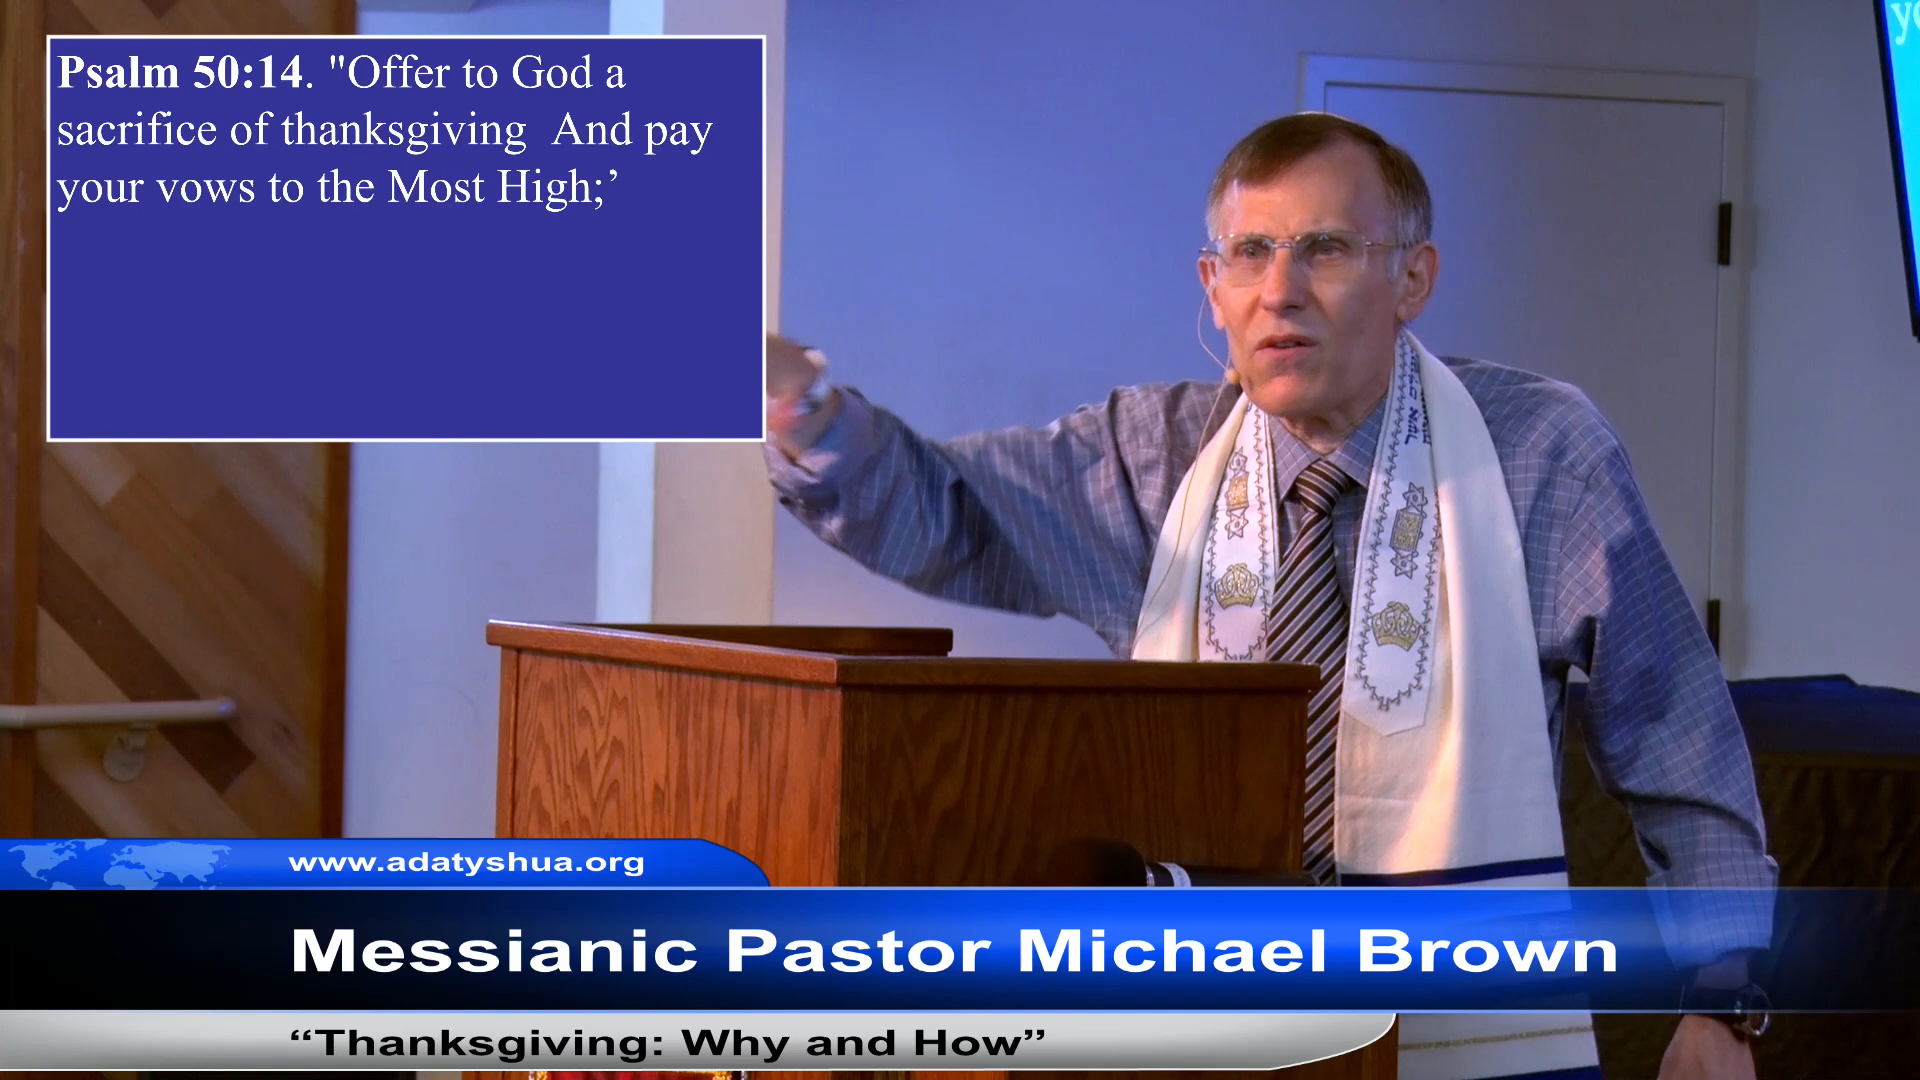 Psalm 50:14. "Offer to God a
sacrifice of thanksgiving  And pay
your vows to the Most High;’
www.adatyshua.org
Messianic Pastor Michael Brown
“Thanksgiving: Why and How”